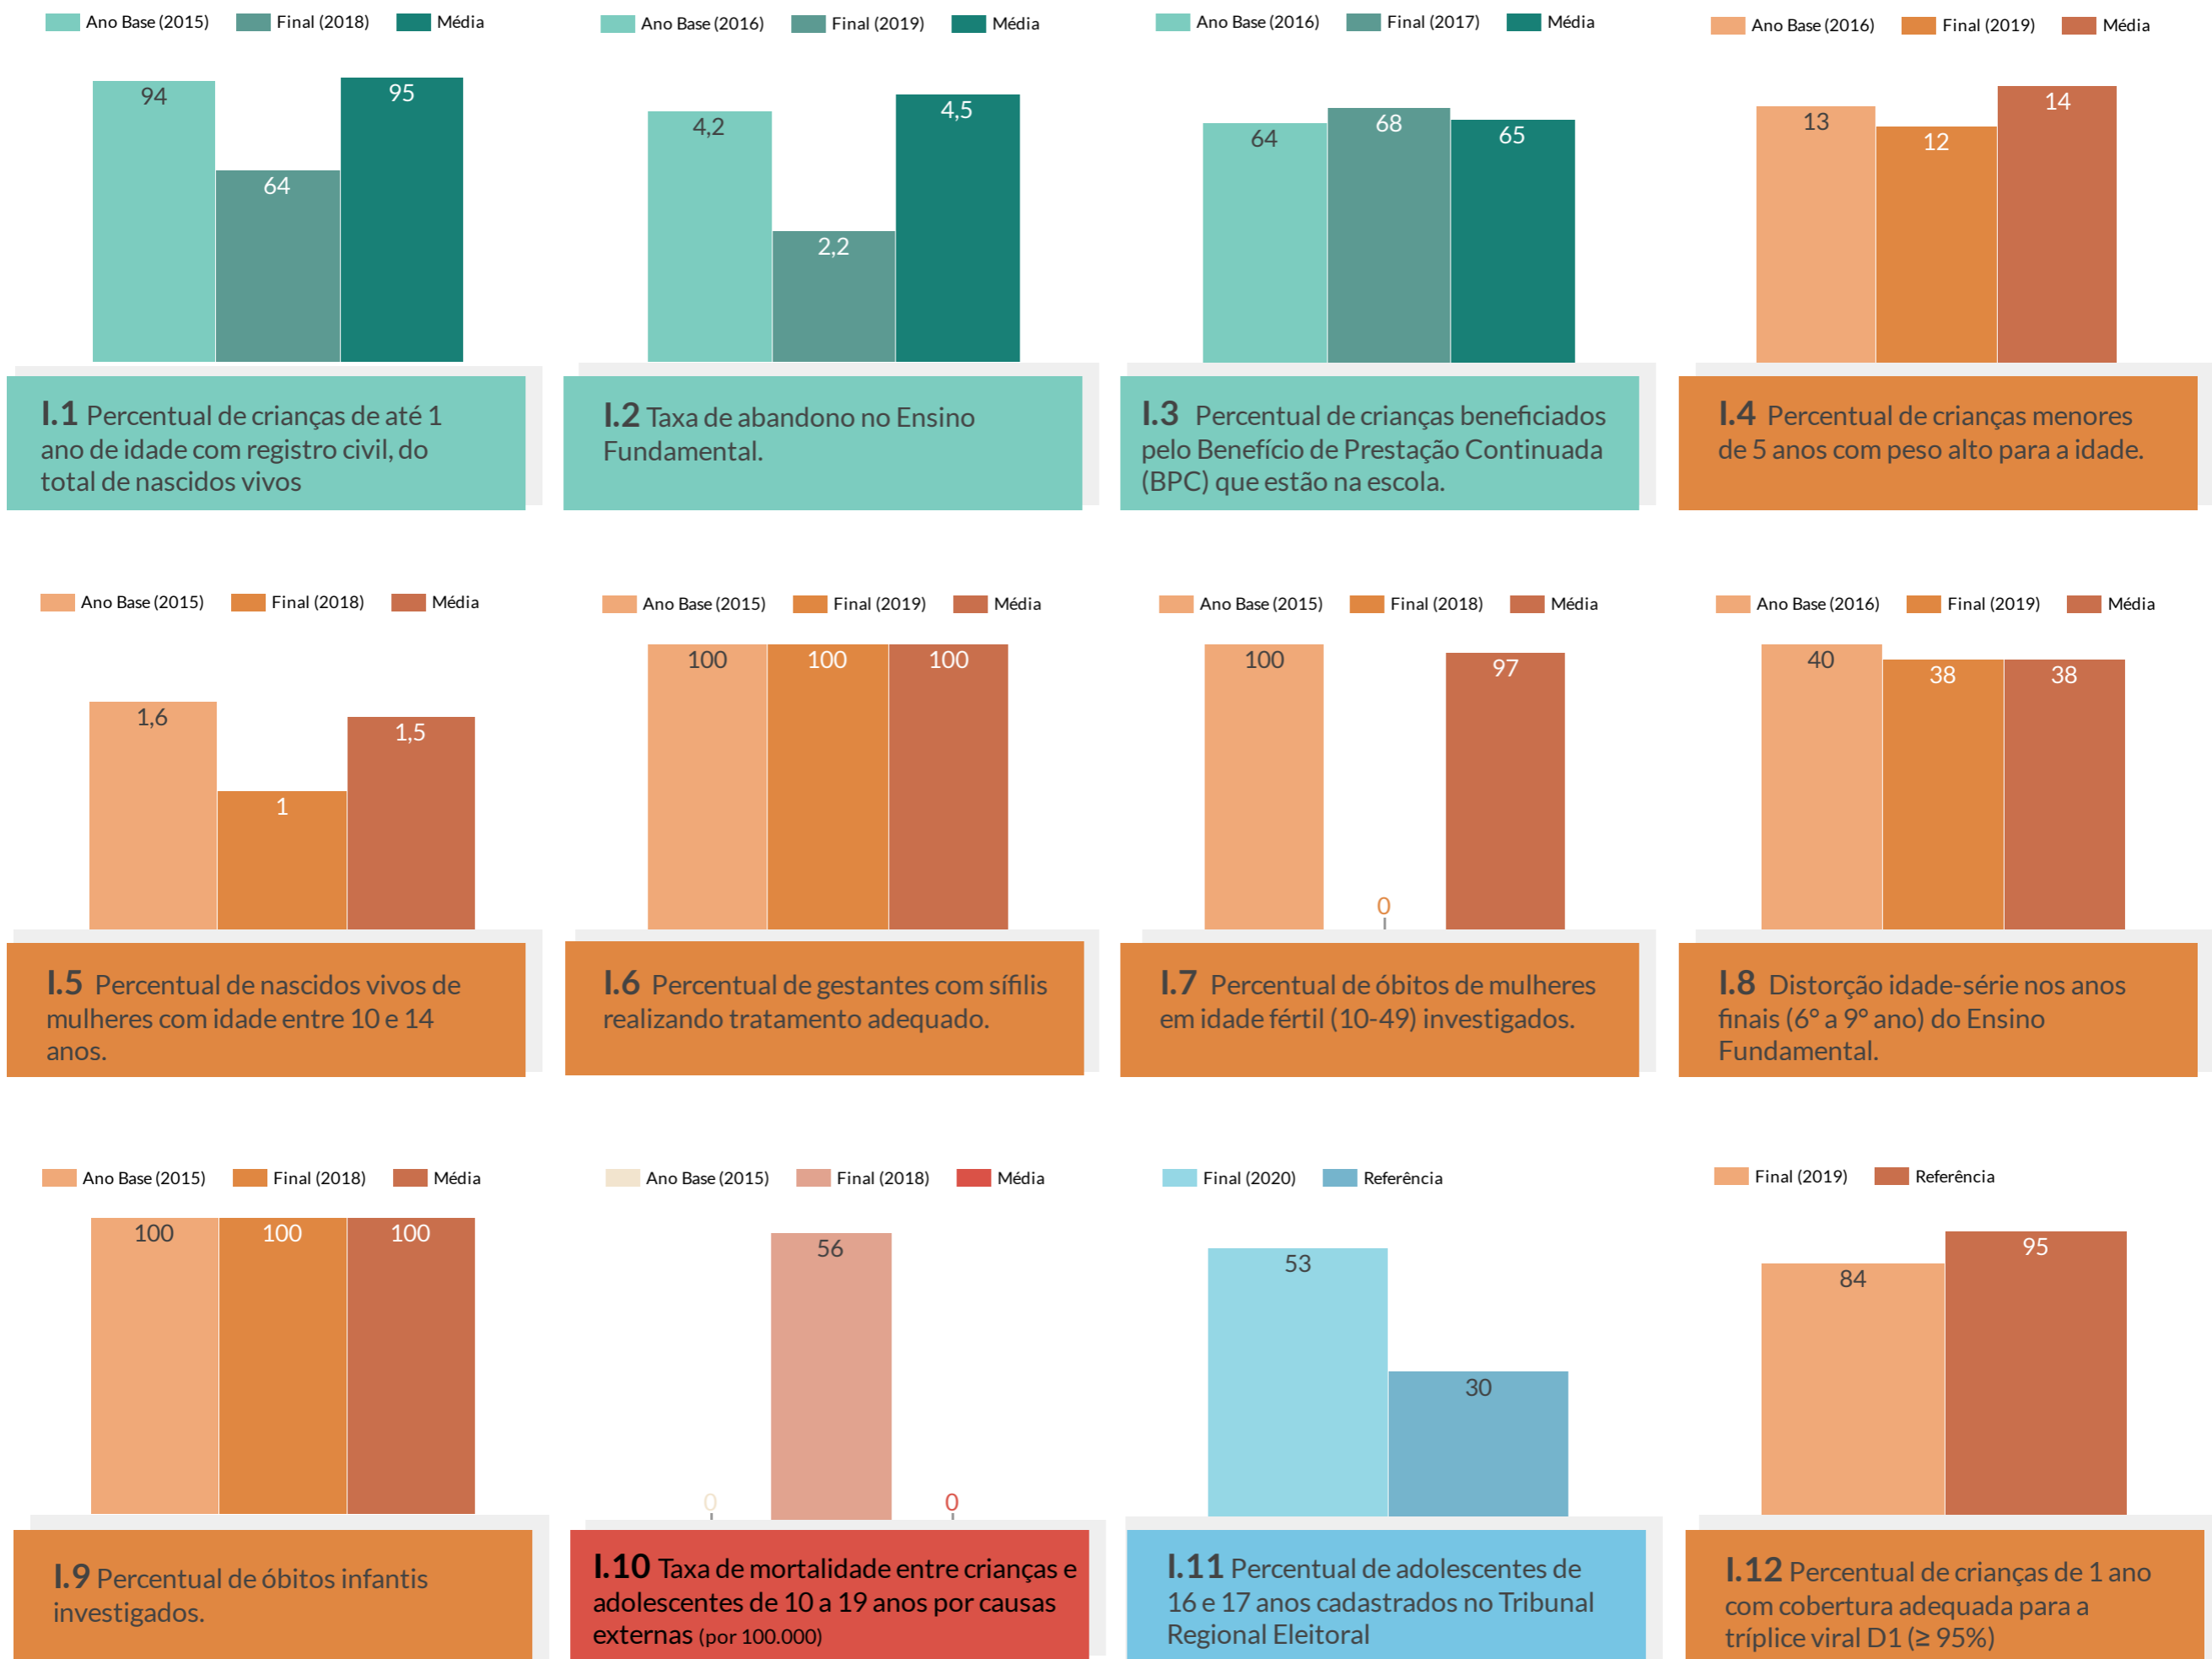 Ano Base (2015) Final (2018) Média
94
64
95
I.1 Percentual de crianças de até 1
ano de idade com registro civil, do
total de nascidos vivos
Ano Base (2016) Final (2019) Média
4,2
2,2
4,5
I.2 Taxa de abandono no Ensino
Fundamental.
Ano Base (2016) Final (2017) Média
64
68
65
I.3 Percentual de crianças beneficiados
pelo Benefício de Prestação Continuada
(BPC) que estão na escola.
Ano Base (2016) Final (2019) Média
13
12
14
I.4 Percentual de crianças menores
de 5 anos com peso alto para a idade.
Ano Base (2015) Final (2018) Média
1,6
1
1,5
I.5 Percentual de nascidos vivos de
mulheres com idade entre 10 e 14
anos.
Ano Base (2015) Final (2019) Média
100
100
100
I.6 Percentual de gestantes com sífilis
realizando tratamento adequado.
Ano Base (2015) Final (2018) Média
100
0
97
I.7 Percentual de óbitos de mulheres
em idade fértil (10-49) investigados.
Ano Base (2016) Final (2019) Média
40
38
38
I.8 Distorção idade-série nos anos
finais (6° a 9° ano) do Ensino
Fundamental.
Ano Base (2015) Final (2018) Média
100
100
100
I.9 Percentual de óbitos infantis
investigados.
Ano Base (2015) Final (2018) Média
0
56
0
I.10 Taxa de mortalidade entre crianças e
adolescentes de 10 a 19 anos por causas
externas (por 100.000)
Final (2020) Referência
53
30
I.11 Percentual de adolescentes de
16 e 17 anos cadastrados no Tribunal
Regional Eleitoral
Final (2019) Referência
84
95
I.12 Percentual de crianças de 1 ano
com cobertura adequada para a
tríplice viral D1 (≥ 95%)